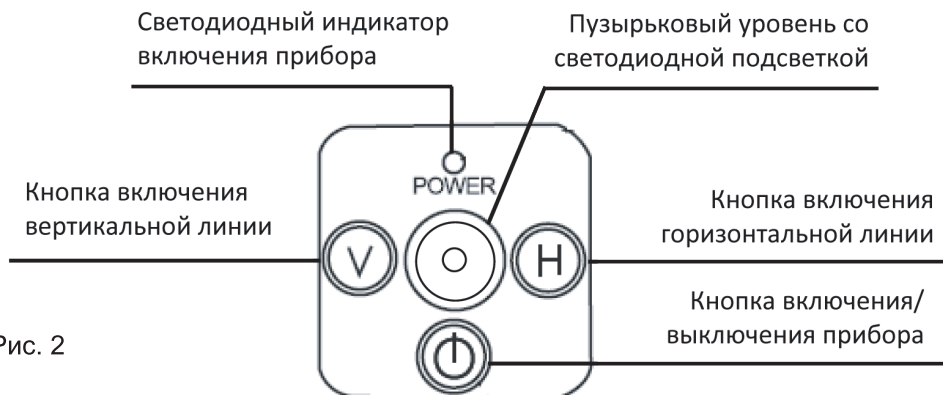 Светодиодный индикатор
включения прибора
Пузырьковый уровень со
светодиодной подсветкой
POWER
Кнопка включения
вертикальной линии
V
H
Кнопка включения
горизонтальной линии
Кнопка включения/
выключения прибора
Рис. 2